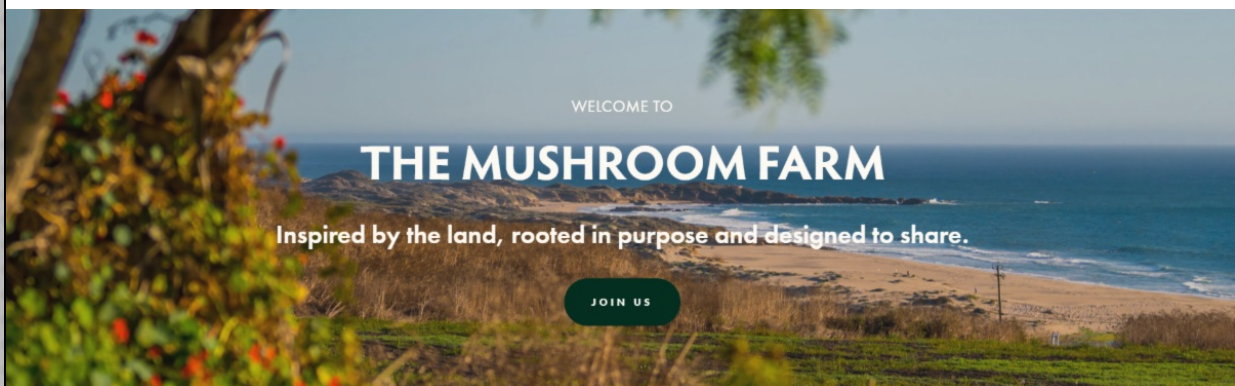 WELCOME TO
THE MUSHROOM FARM
Inspired by the land, rooted in purpose and designed to share.
JOIN US